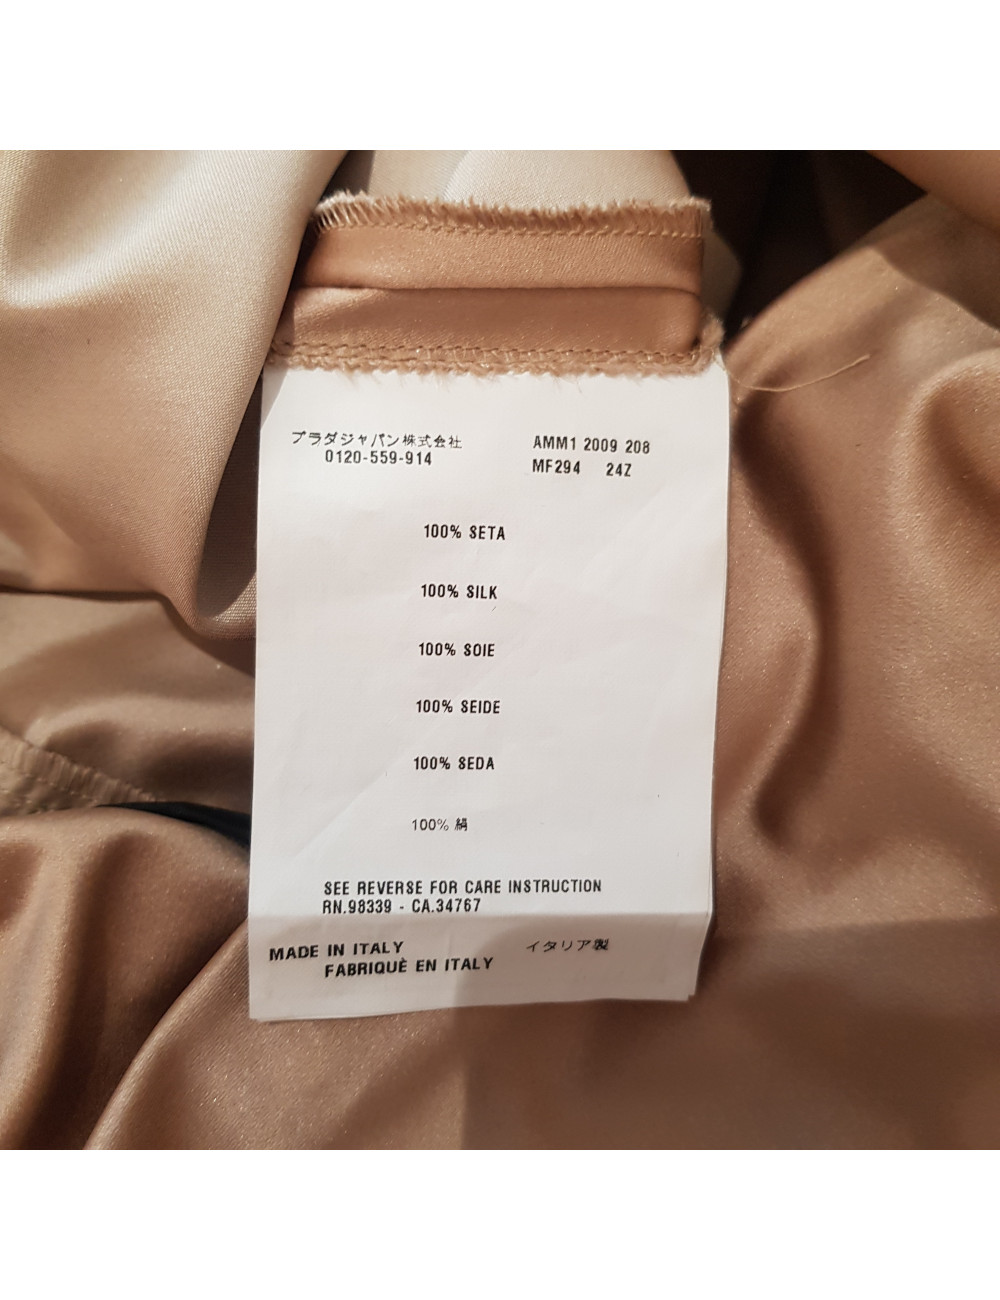 プラダジャパン株式会社
0120-559-914
AMM1 2009 208
MF294 24Z
100% SETA
100% SILK
100% SOIE
100% SEIDE
100% SEDA
100% 絹
SEE REVERSE FOR CARE INSTRUCTION
RN.98339 - CA.34767
MADE IN ITALY
FABRIQUÈ EN ITALY
イタリア製